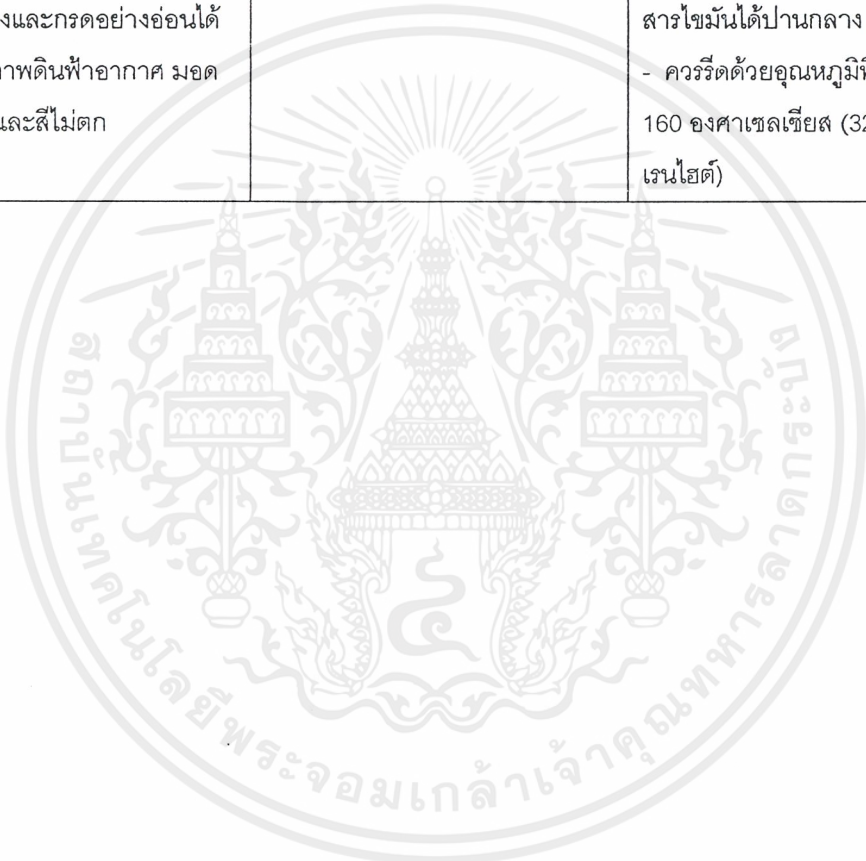 งและกรดอย่างอ่อนได้
าพดินฟ้าอากาศ มอด
และสีไม่ตก
สารไขมันได้ปานกลาง
- ควรรีดด้วยอุณหภูมิที่
160 องศาเซลเซียส (32
เรนไฮต์)
สถาบันเทคโนโลยีพระจอมเกล้าเจ้าคุณทหารลาดกระบัง